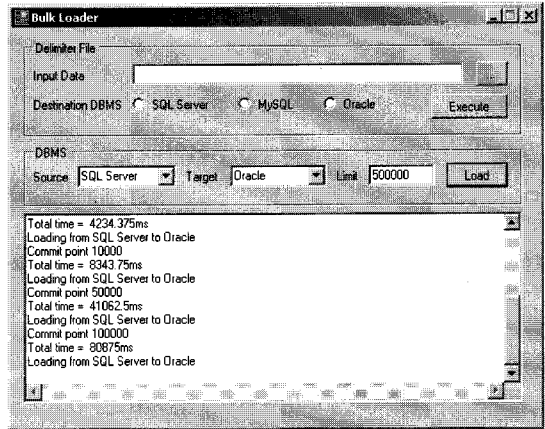 Bulk Loader
Delimiter File
Input Data
...
Destination DBMS SQL Server MySQL Oracle Execute
DBMS
Source SQL Server Target Oracle Limit 500000 Load
Total time = 4234.375ms
Loading from SQL Server to Oracle
Commit point 10000
Total time = 8343.75ms
Loading from SQL Server to Oracle
Commit point 50000
Total time = 41062.5ms
Loading from SQL Server to Oracle
Commit point 100000
Total time = 80875ms
Loading from SQL Server to Oracle